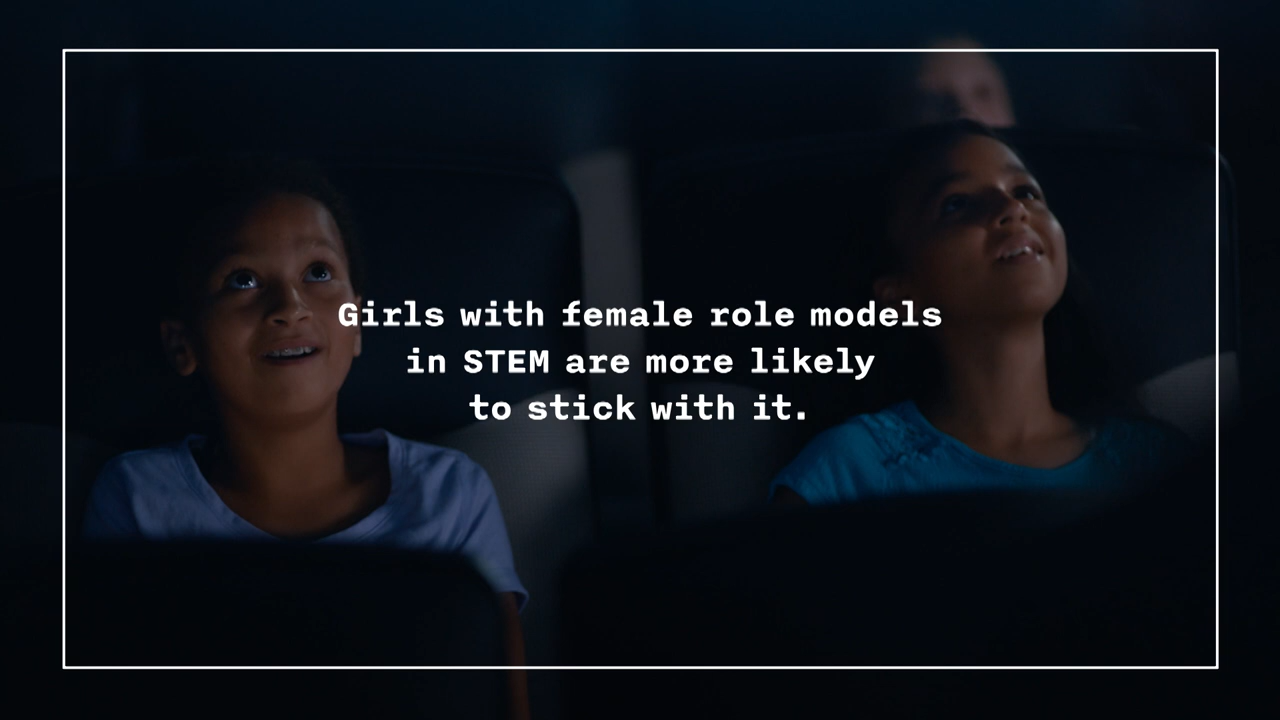 Girls with female role models
in STEM are more likely
to stick with it.